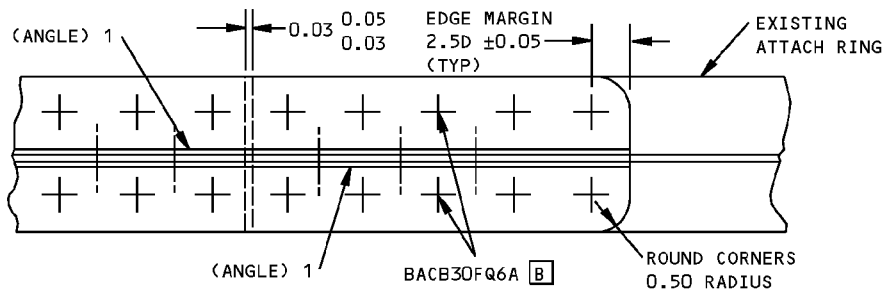 (ANGLE) 1
0.03 0.05
0.03
EDGE MARGIN
2.5D ±0.05
(TYP)
EXISTING
ATTACH RING
(ANGLE) 1
BACB30FQ6A B
ROUND CORNERS
0.50 RADIUS